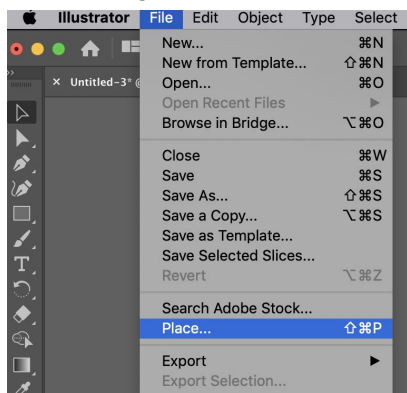 Illustrator File Edit Object Type Select
New... ⌘N
New from Template... ⇧⌘N
× Untitled-3* @
Open... ⌘O
Open Recent Files ▶
Browse in Bridge... ⌥⌘O
Close ⌘W
Save ⌘S
Save As... ⇧⌘S
Save a Copy... ⌥⌘S
Save as Template...
Save Selected Slices...
Revert ⌥⌘Z
Search Adobe Stock...
Place... ⇧⌘P
Export ▶
Export Selection...